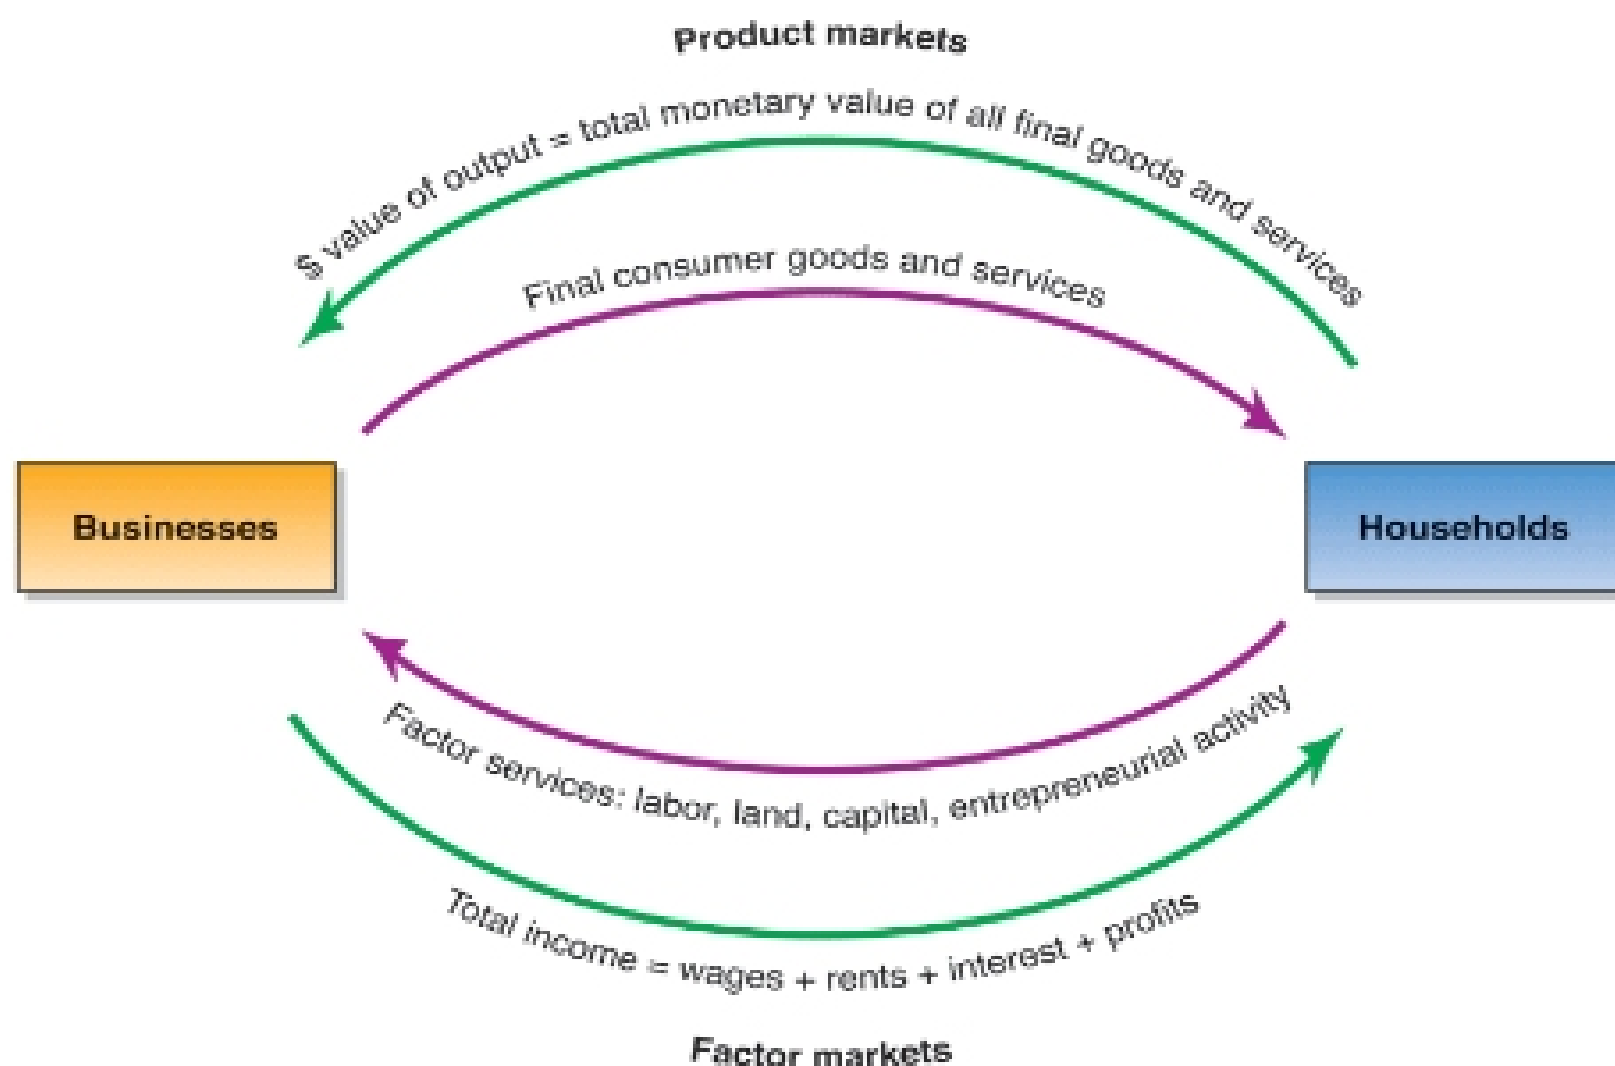 Product markets
$ value of output = total monetary value of all final goods and services
Final consumer goods and services
Businesses
Households
Factor services: labor, land, capital, entrepreneurial activity
Total income = wages + rents + interest + profits
Factor markets